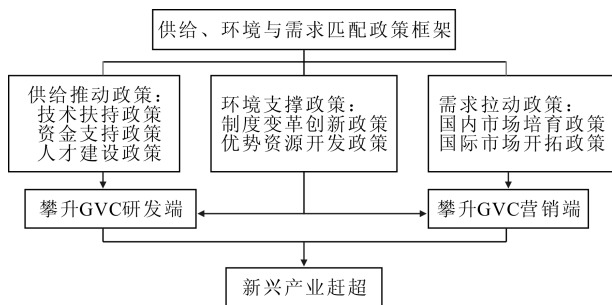 供给、环境与需求匹配政策框架
供给推动政策：
技术扶持政策
资金支持政策
人才建设政策
环境支撑政策：
制度变革创新政策
优势资源开发政策
需求拉动政策：
国内市场培育政策
国际市场开拓政策
攀升GVC研发端
攀升GVC营销端
新兴产业赶超